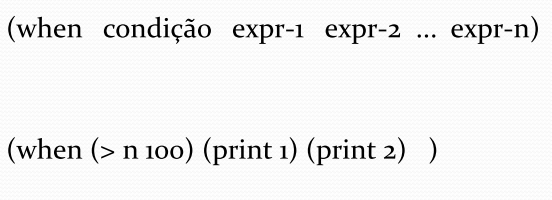 (when condição expr-1 expr-2 ... expr-n)
(when (> n 100) (print 1) (print 2) )